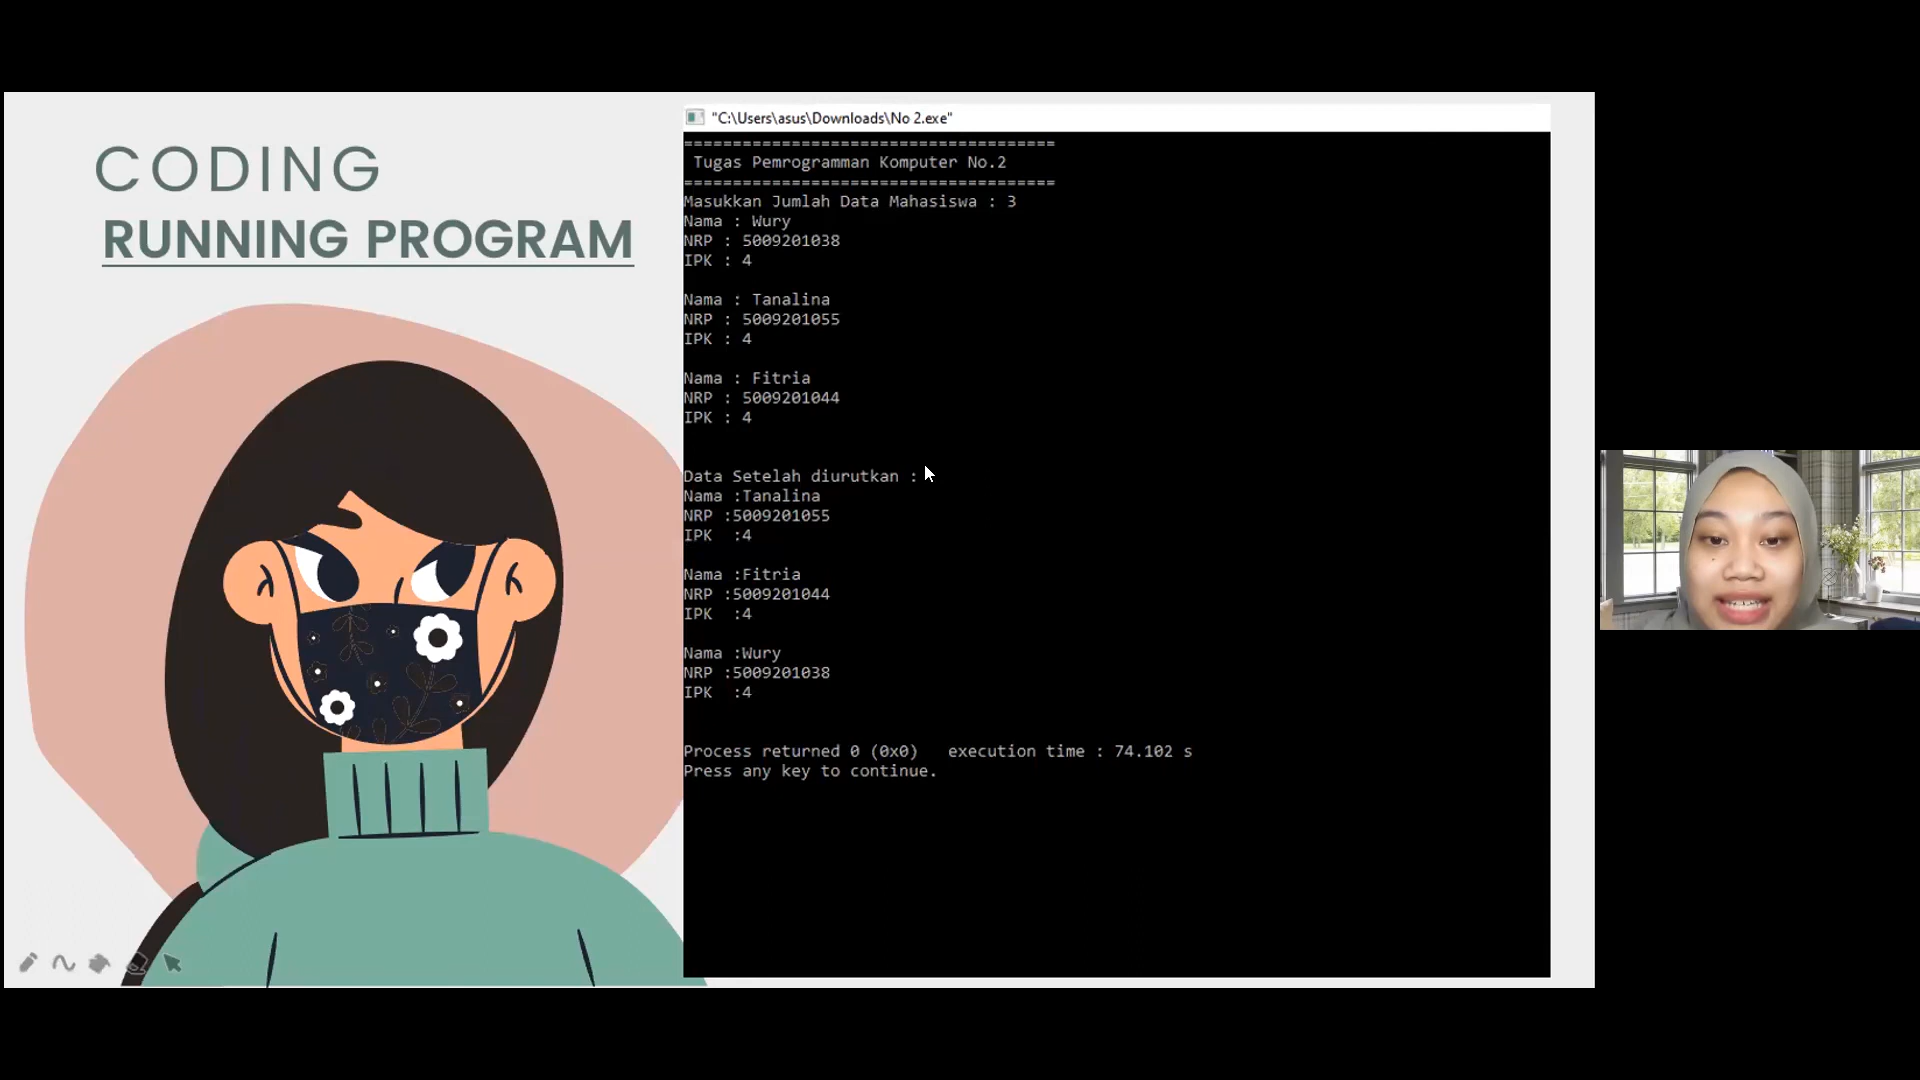 CODING
RUNNING PROGRAM
"C:\Users\asus\Downloads\No 2.exe"
======================================
Tugas Pemrogramman Komputer No.2
======================================
Masukkan Jumlah Data Mahasiswa : 3
Nama : Wury
NRP : 5009201038
IPK : 4
Nama : Tanalina
NRP : 5009201055
IPK : 4
Nama : Fitria
NRP : 5009201044
IPK : 4
Data Setelah diurutkan :
Nama :Tanalina
NRP :5009201055
IPK  :4
Nama :Fitria
NRP :5009201044
IPK  :4
Nama :Wury
NRP :5009201038
IPK  :4
Process returned 0 (0x0)   execution time : 74.102 s
Press any key to continue.